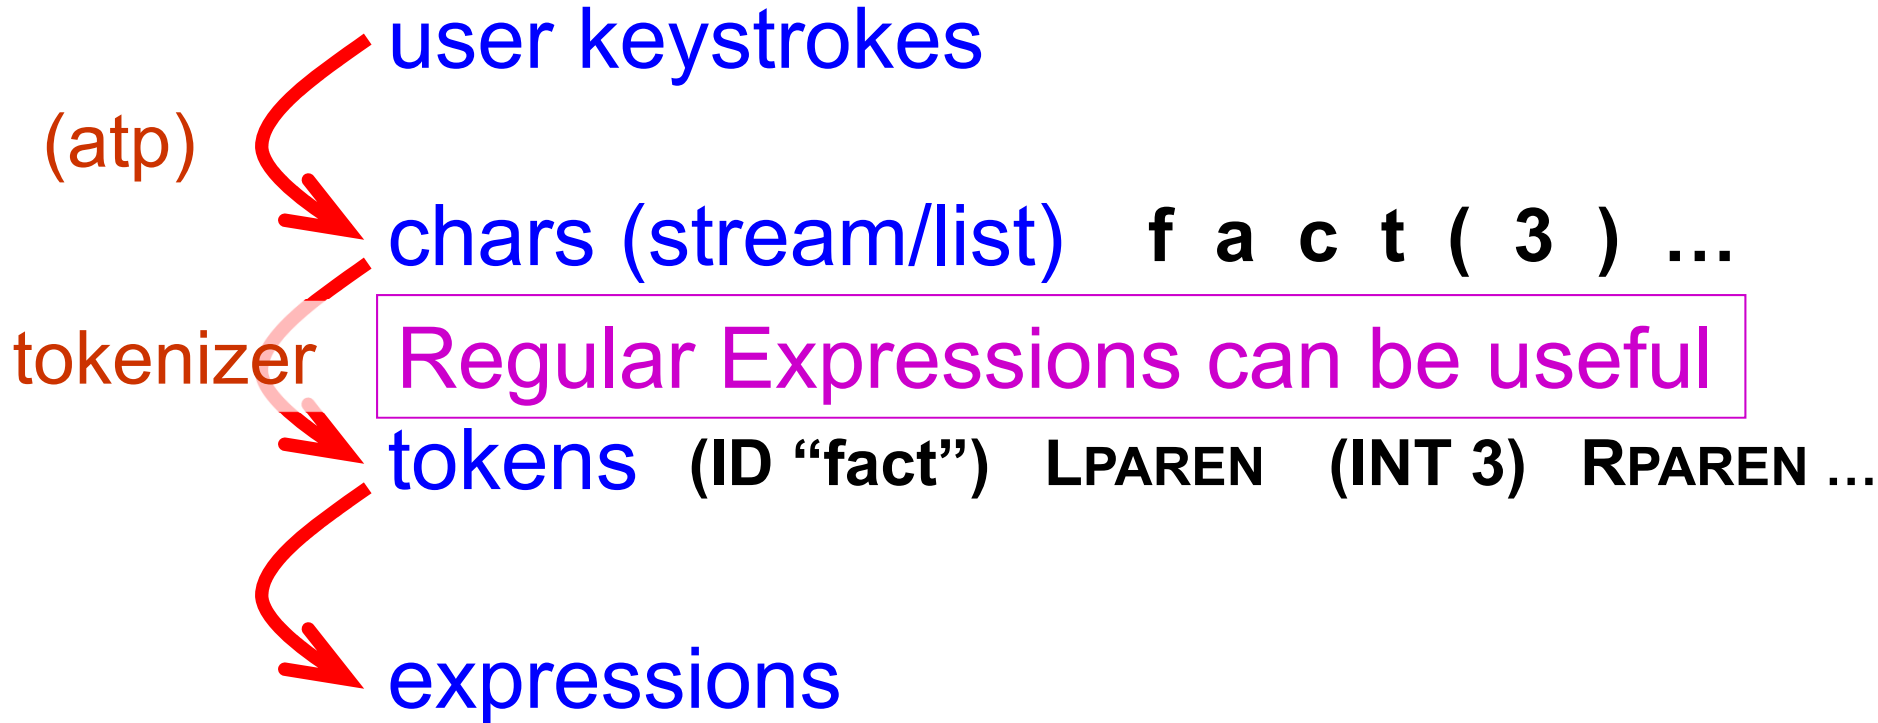 user keystrokes
(atp)
chars (stream/list) f a c t ( 3 ) ...
tokenizer
Regular Expressions can be useful
tokens (ID “fact”) LPAREN (INT 3) RPAREN ...
expressions